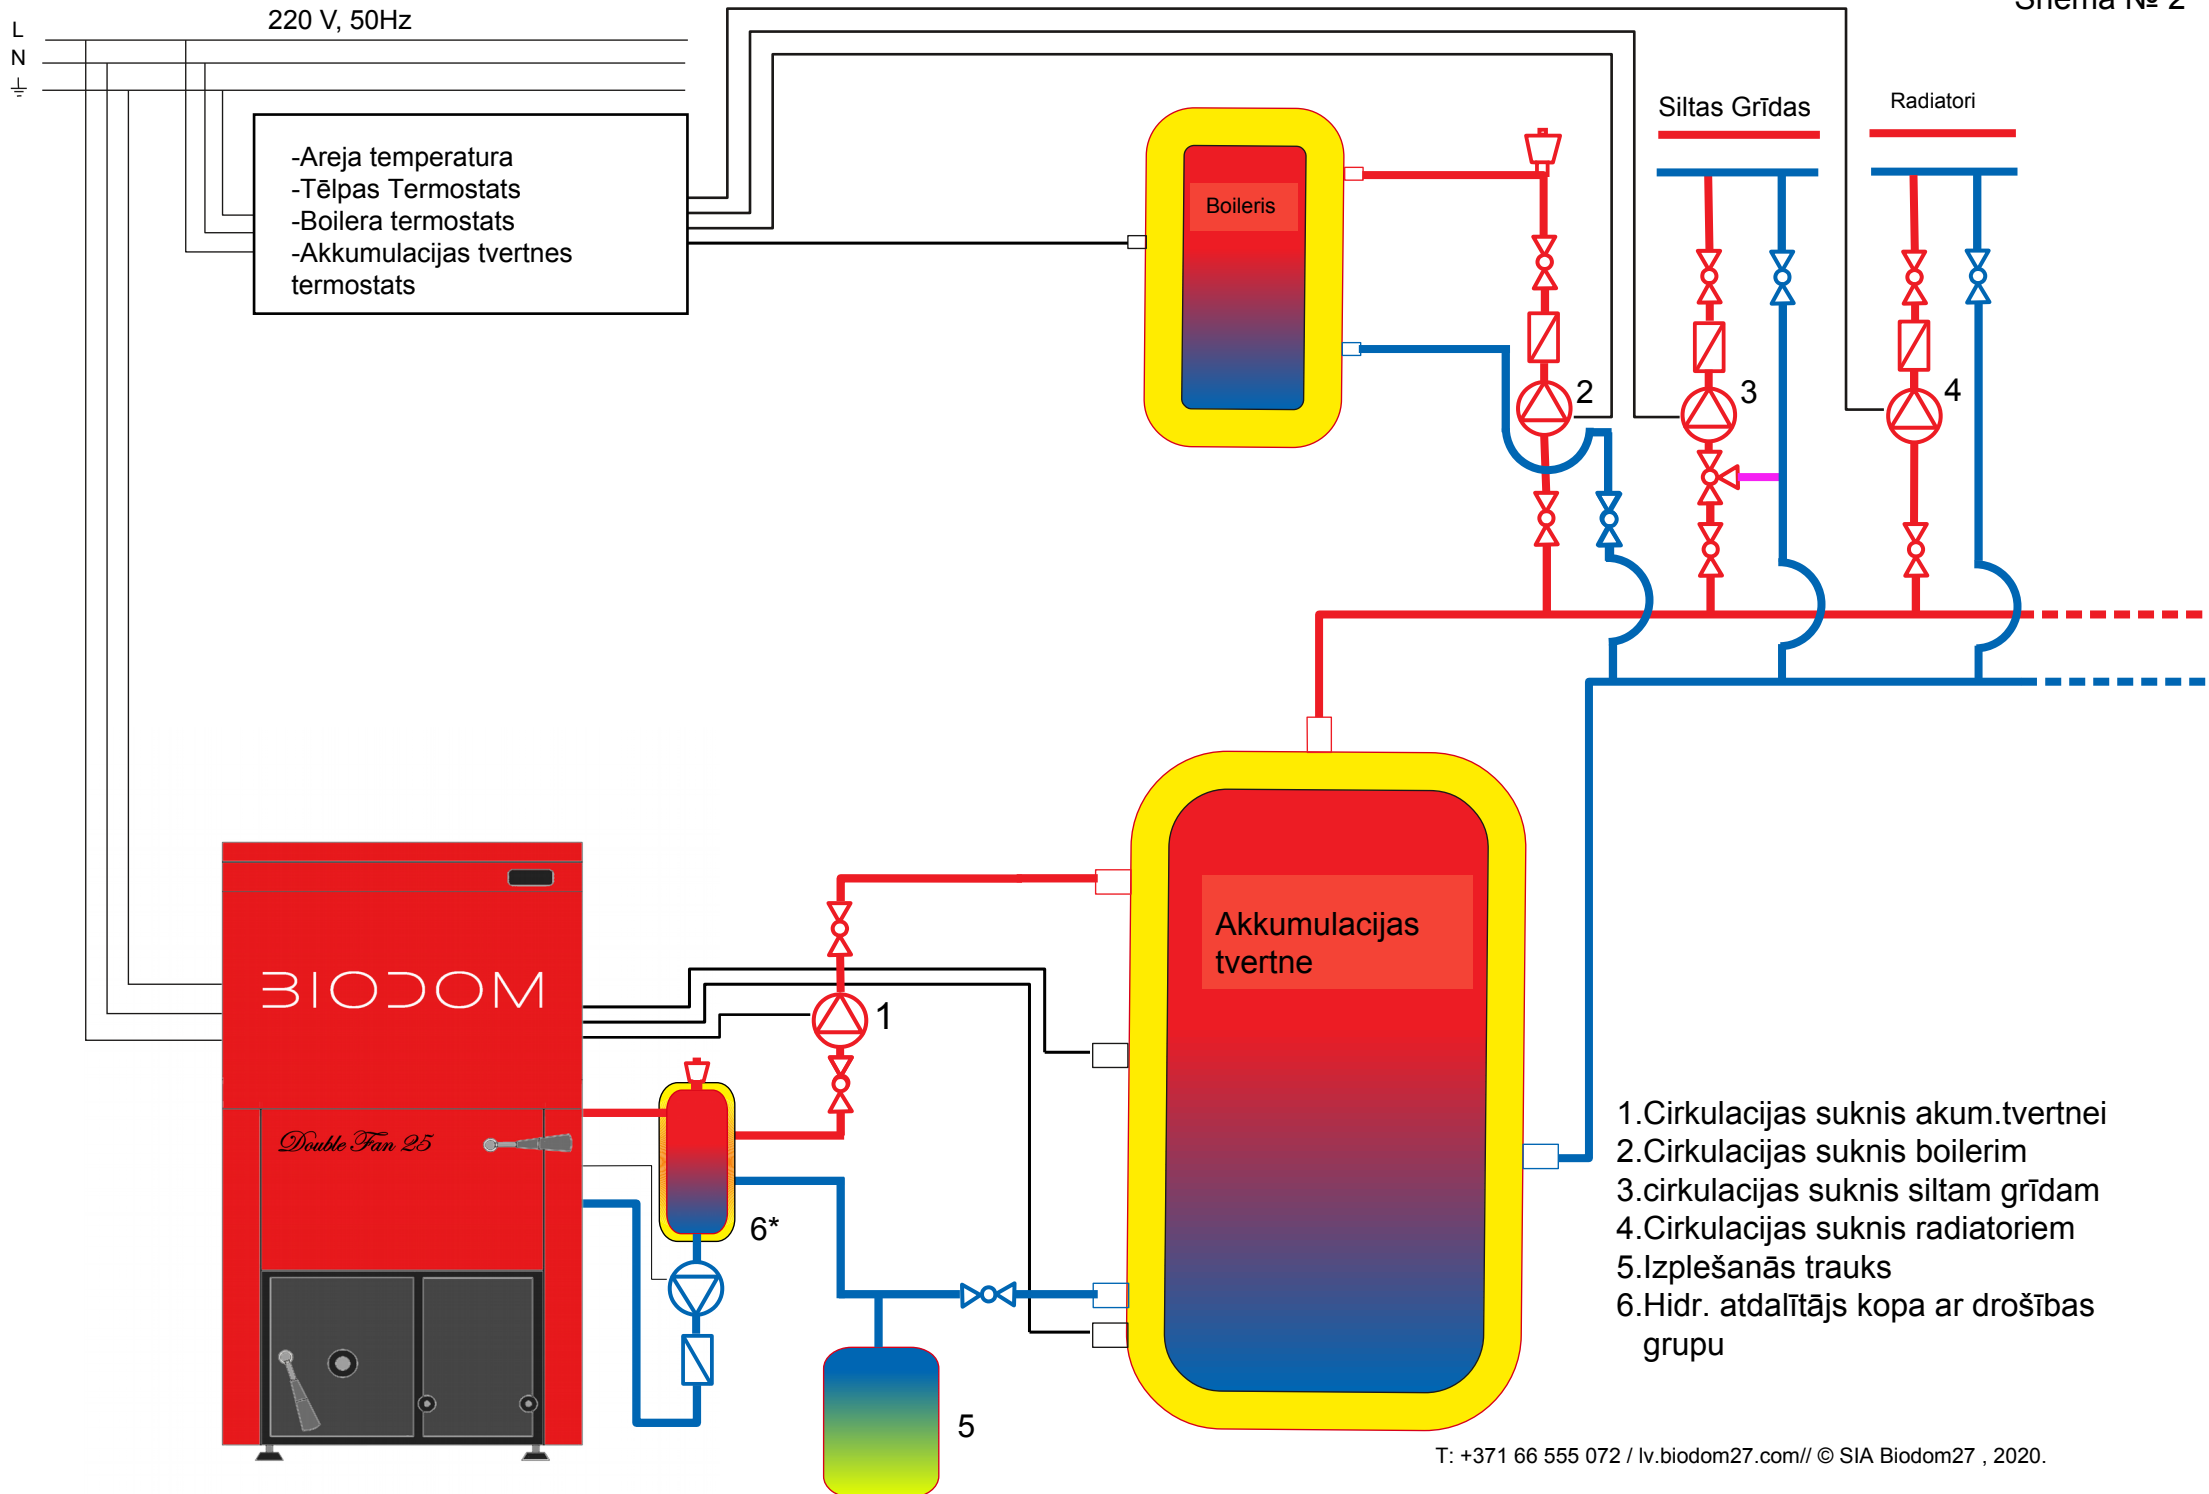 Shema № 2
220 V, 50Hz
L
N
-Areja temperatura
-Tēlpas Termostats
-Boilera termostats
-Akkumulacijas tvertnes
termostats
Boileris
Siltas Grīdas
Radiatori
2
3
4
BIODOM
Double Fan 25
1
6*
5
Akkumulacijas
tvertne
1.Cirkulacijas suknis akum.tvertnei
2.Cirkulacijas suknis boilerim
3.cirkulacijas suknis siltam grīdam
4.Cirkulacijas suknis radiatoriem
5.Izplešanās trauks
6.Hidr. atdalītājs kopa ar drošības
grupu
T: +371 66 555 072 / lv.biodom27.com// © SIA Biodom27 , 2020.